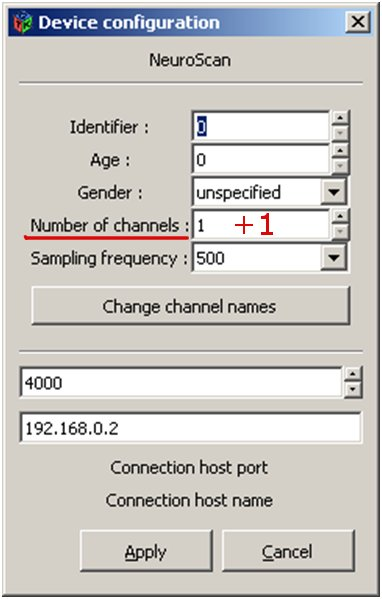 Device configuration
NeuroScan
Identifier : 0
Age : 0
Gender : unspecified
Number of channels : 1 +1
Sampling frequency : 500
Change channel names
4000
192.168.0.2
Connection host port
Connection host name
Apply Cancel